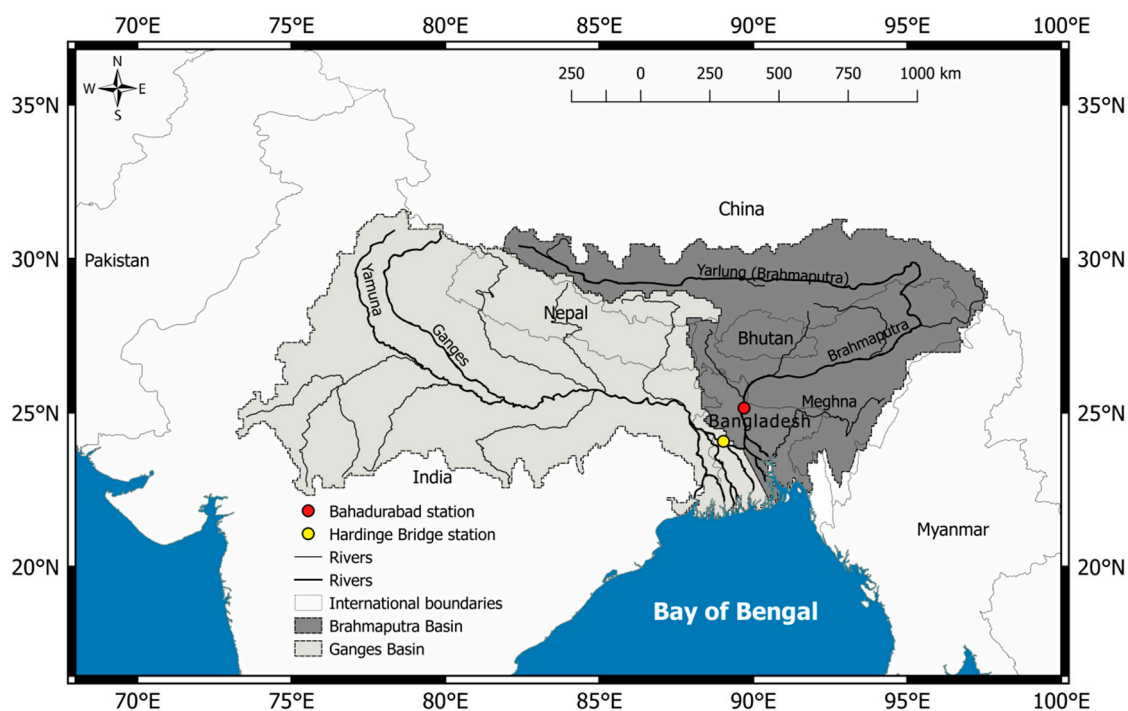 70°E 75°E 80°E 85°E 90°E 95°E 100°E
N
W E
S
250 0 250 500 750 1000 km
35°N 35°N
China
30°N 30°N
Pakistan
Yamuna
Yarlung (Brahmaputra)
Nepal
Ganges
Bhutan
Brahmaputra
Meghna
25°N 25°N
Bangladesh
India
Bahadurabad station
Hardinge Bridge station
Rivers
Rivers
International boundaries
Brahmaputra Basin
Ganges Basin
Myanmar
20°N 20°N
Bay of Bengal
70°E 75°E 80°E 85°E 90°E 95°E 100°E